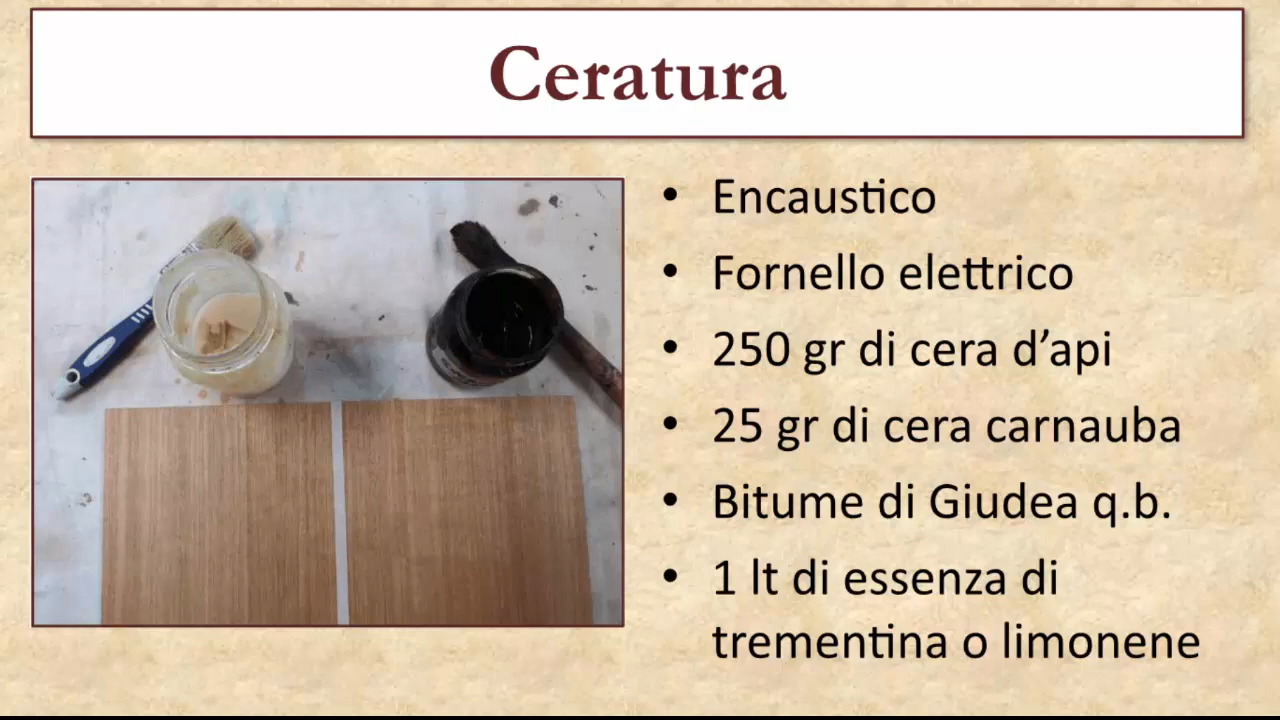 Ceratura
• Encaustico
• Fornello elettrico
• 250 gr di cera d’api
• 25 gr di cera carnauba
• Bitume di Giudea q.b.
• 1 lt di essenza di
trementina o limonene